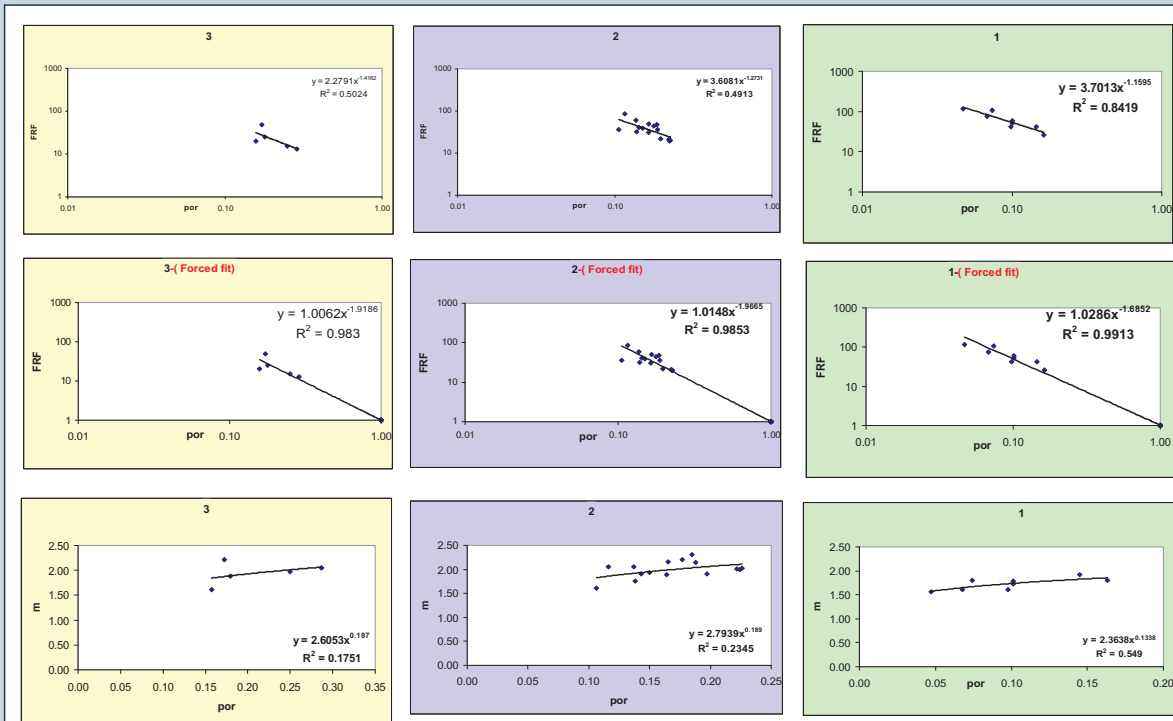 3
y = 2.2791x^-1.4162
R² = 0.5024
FRF
1000
100
10
1
0.01
0.10
1.00
por
2
y = 3.6081x^-1.2731
R² = 0.4913
FRF
1000
100
10
1
0.01
0.10
1.00
por
1
y = 3.7013x^-1.1595
R² = 0.8419
FRF
1000
100
10
1
0.01
0.10
1.00
por
3-( Forced fit)
y = 1.0062x^-1.9186
R² = 0.983
FRF
1000
100
10
1
0.01
0.10
1.00
por
2-( Forced fit)
y = 1.0148x^-1.9665
R² = 0.9853
FRF
1000
100
10
1
0.01
0.10
1.00
por
1-( Forced fit)
y = 1.0286x^-1.6852
R² = 0.9913
FRF
1000
100
10
1
0.01
0.10
1.00
por
3
m
2.50
2.00
1.50
1.00
0.50
0.00
y = 2.6053x^0.187
R² = 0.1751
0.00 0.05 0.10 0.15 0.20 0.25 0.30 0.35
por
2
m
2.50
2.00
1.50
1.00
0.50
0.00
y = 2.7939x^0.189
R² = 0.2345
0.00 0.05 0.10 0.15 0.20 0.25
por
1
m
2.50
2.00
1.50
1.00
0.50
0.00
y = 2.3638x^0.1338
R² = 0.549
0.00 0.05 0.10 0.15 0.20
por